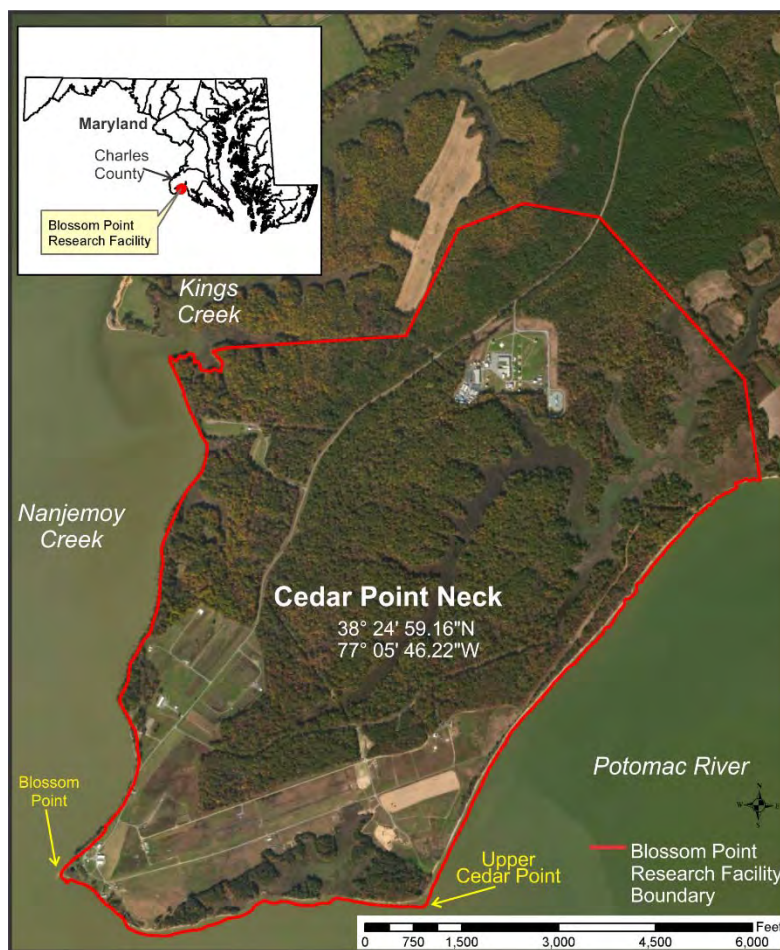 Maryland
Charles
County
Blossom Point
Research Facility
Kings
Creek
Nanjemoy
Creek
Cedar Point Neck
38° 24' 59.16"N
77° 05' 46.22"W
Blossom
Point
Potomac River
N
W E
S
Upper
Cedar Point
Blossom Point
Research Facility
Boundary
Feet
0 750 1,500 3,000 4,500 6,000